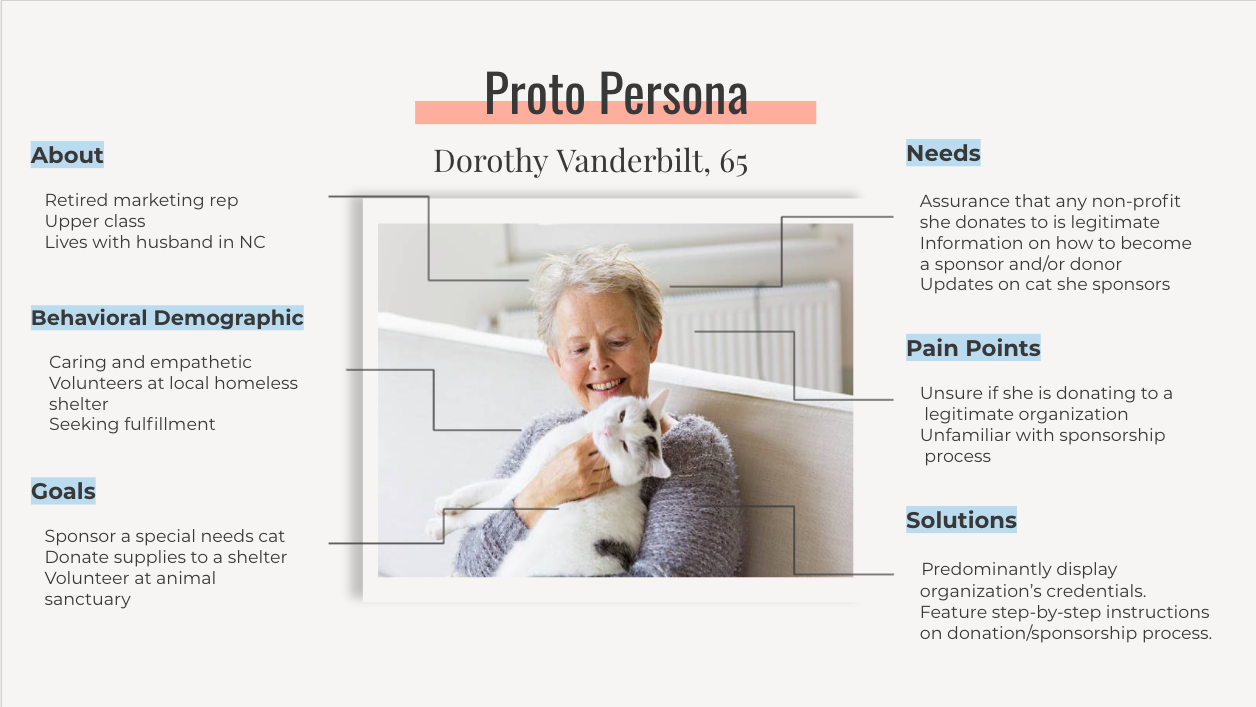 Proto Persona
Dorothy Vanderbilt, 65
About
Retired marketing rep
Upper class
Lives with husband in NC
Behavioral Demographic
Caring and empathetic
Volunteers at local homeless
shelter
Seeking fulfillment
Goals
Sponsor a special needs cat
Donate supplies to a shelter
Volunteer at animal
sanctuary
Needs
Assurance that any non-profit
she donates to is legitimate
Information on how to become
a sponsor and/or donor
Updates on cat she sponsors
Pain Points
Unsure if she is donating to a
legitimate organization
Unfamiliar with sponsorship
process
Solutions
Predominantly display
organization’s credentials.
Feature step-by-step instructions
on donation/sponsorship process.